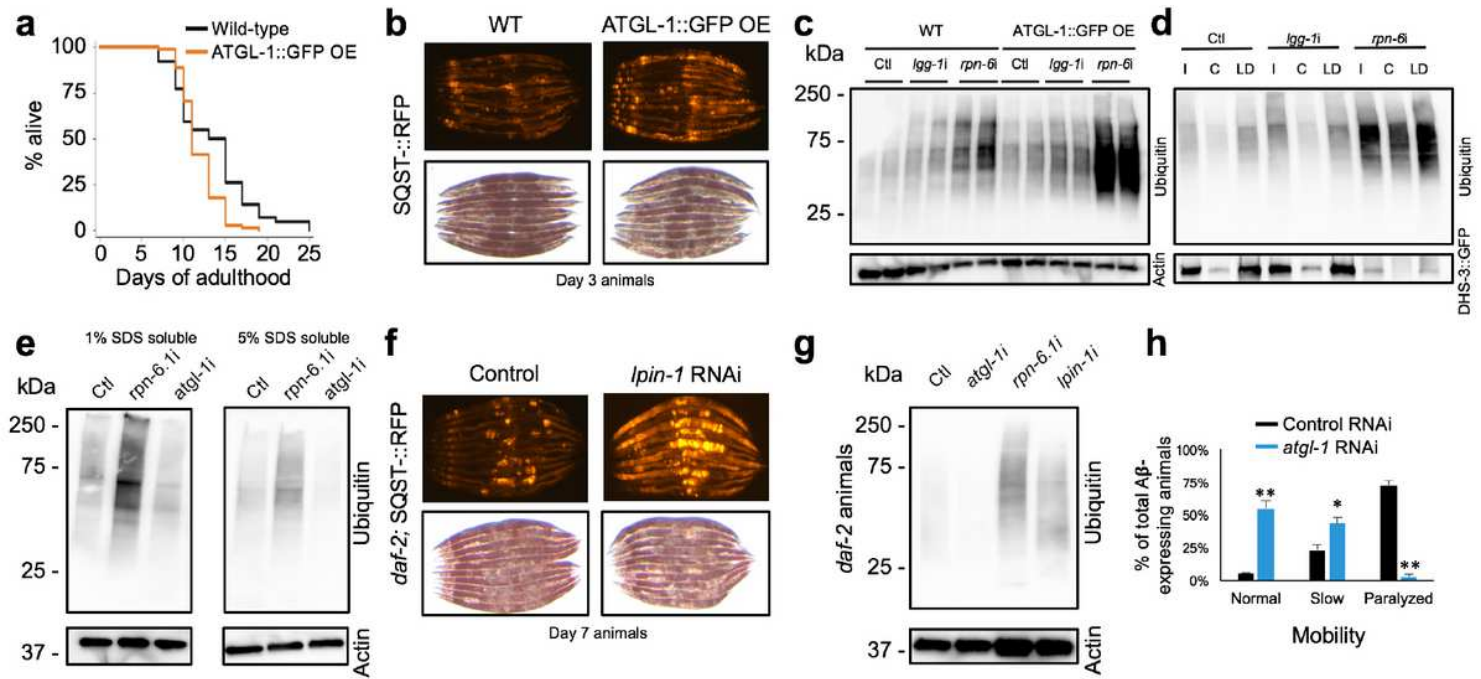 a
Wild-type
ATGL-1::GFP OE
100
75
50
25
0
% alive
0 5 10 15 20 25
Days of adulthood
b
WT ATGL-1::GFP OE
SQST-::RFP
Day 3 animals
c
kDa
WT ATGL-1::GFP OE
Ctl lgg-1i rpn-6i Ctl lgg-1i rpn-6i
250 -
75 -
25 -
Ubiquitin
Actin
d
Ctl lgg-1i rpn-6i
I C LD I C LD I C LD
Ubiquitin
DHS-3::GFP
e
1% SDS soluble 5% SDS soluble
kDa
Ctl rpn-6.1i atgl-1i Ctl rpn-6.1i atgl-1i
250 -
75 -
25 -
37 -
Ubiquitin
Actin
f
Control lpin-1 RNAi
daf-2; SQST-::RFP
Day 7 animals
g
kDa
Ctl atgl-1i rpn-6.1i lpin-1i
250 -
75 -
25 -
37 -
daf-2 animals
Ubiquitin
Actin
h
Control RNAi
atgl-1 RNAi
% of total Aβ-
expressing animals
100%
75%
50%
25%
0%
** * **
Normal Slow Paralyzed
Mobility